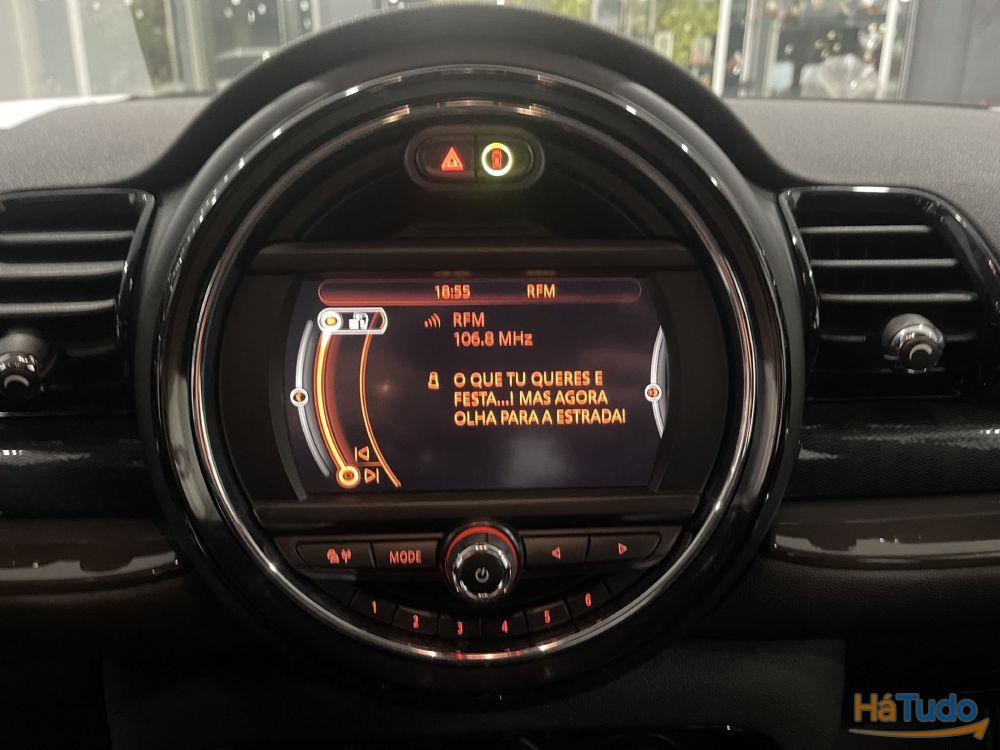 18:55 RFM
RFM
106.8 MHz
O QUE TU QUERES E
FESTA...! MAS AGORA
OLHA PARA A ESTRADA!
MODE
1 2 3 4 5 6
HáTudo